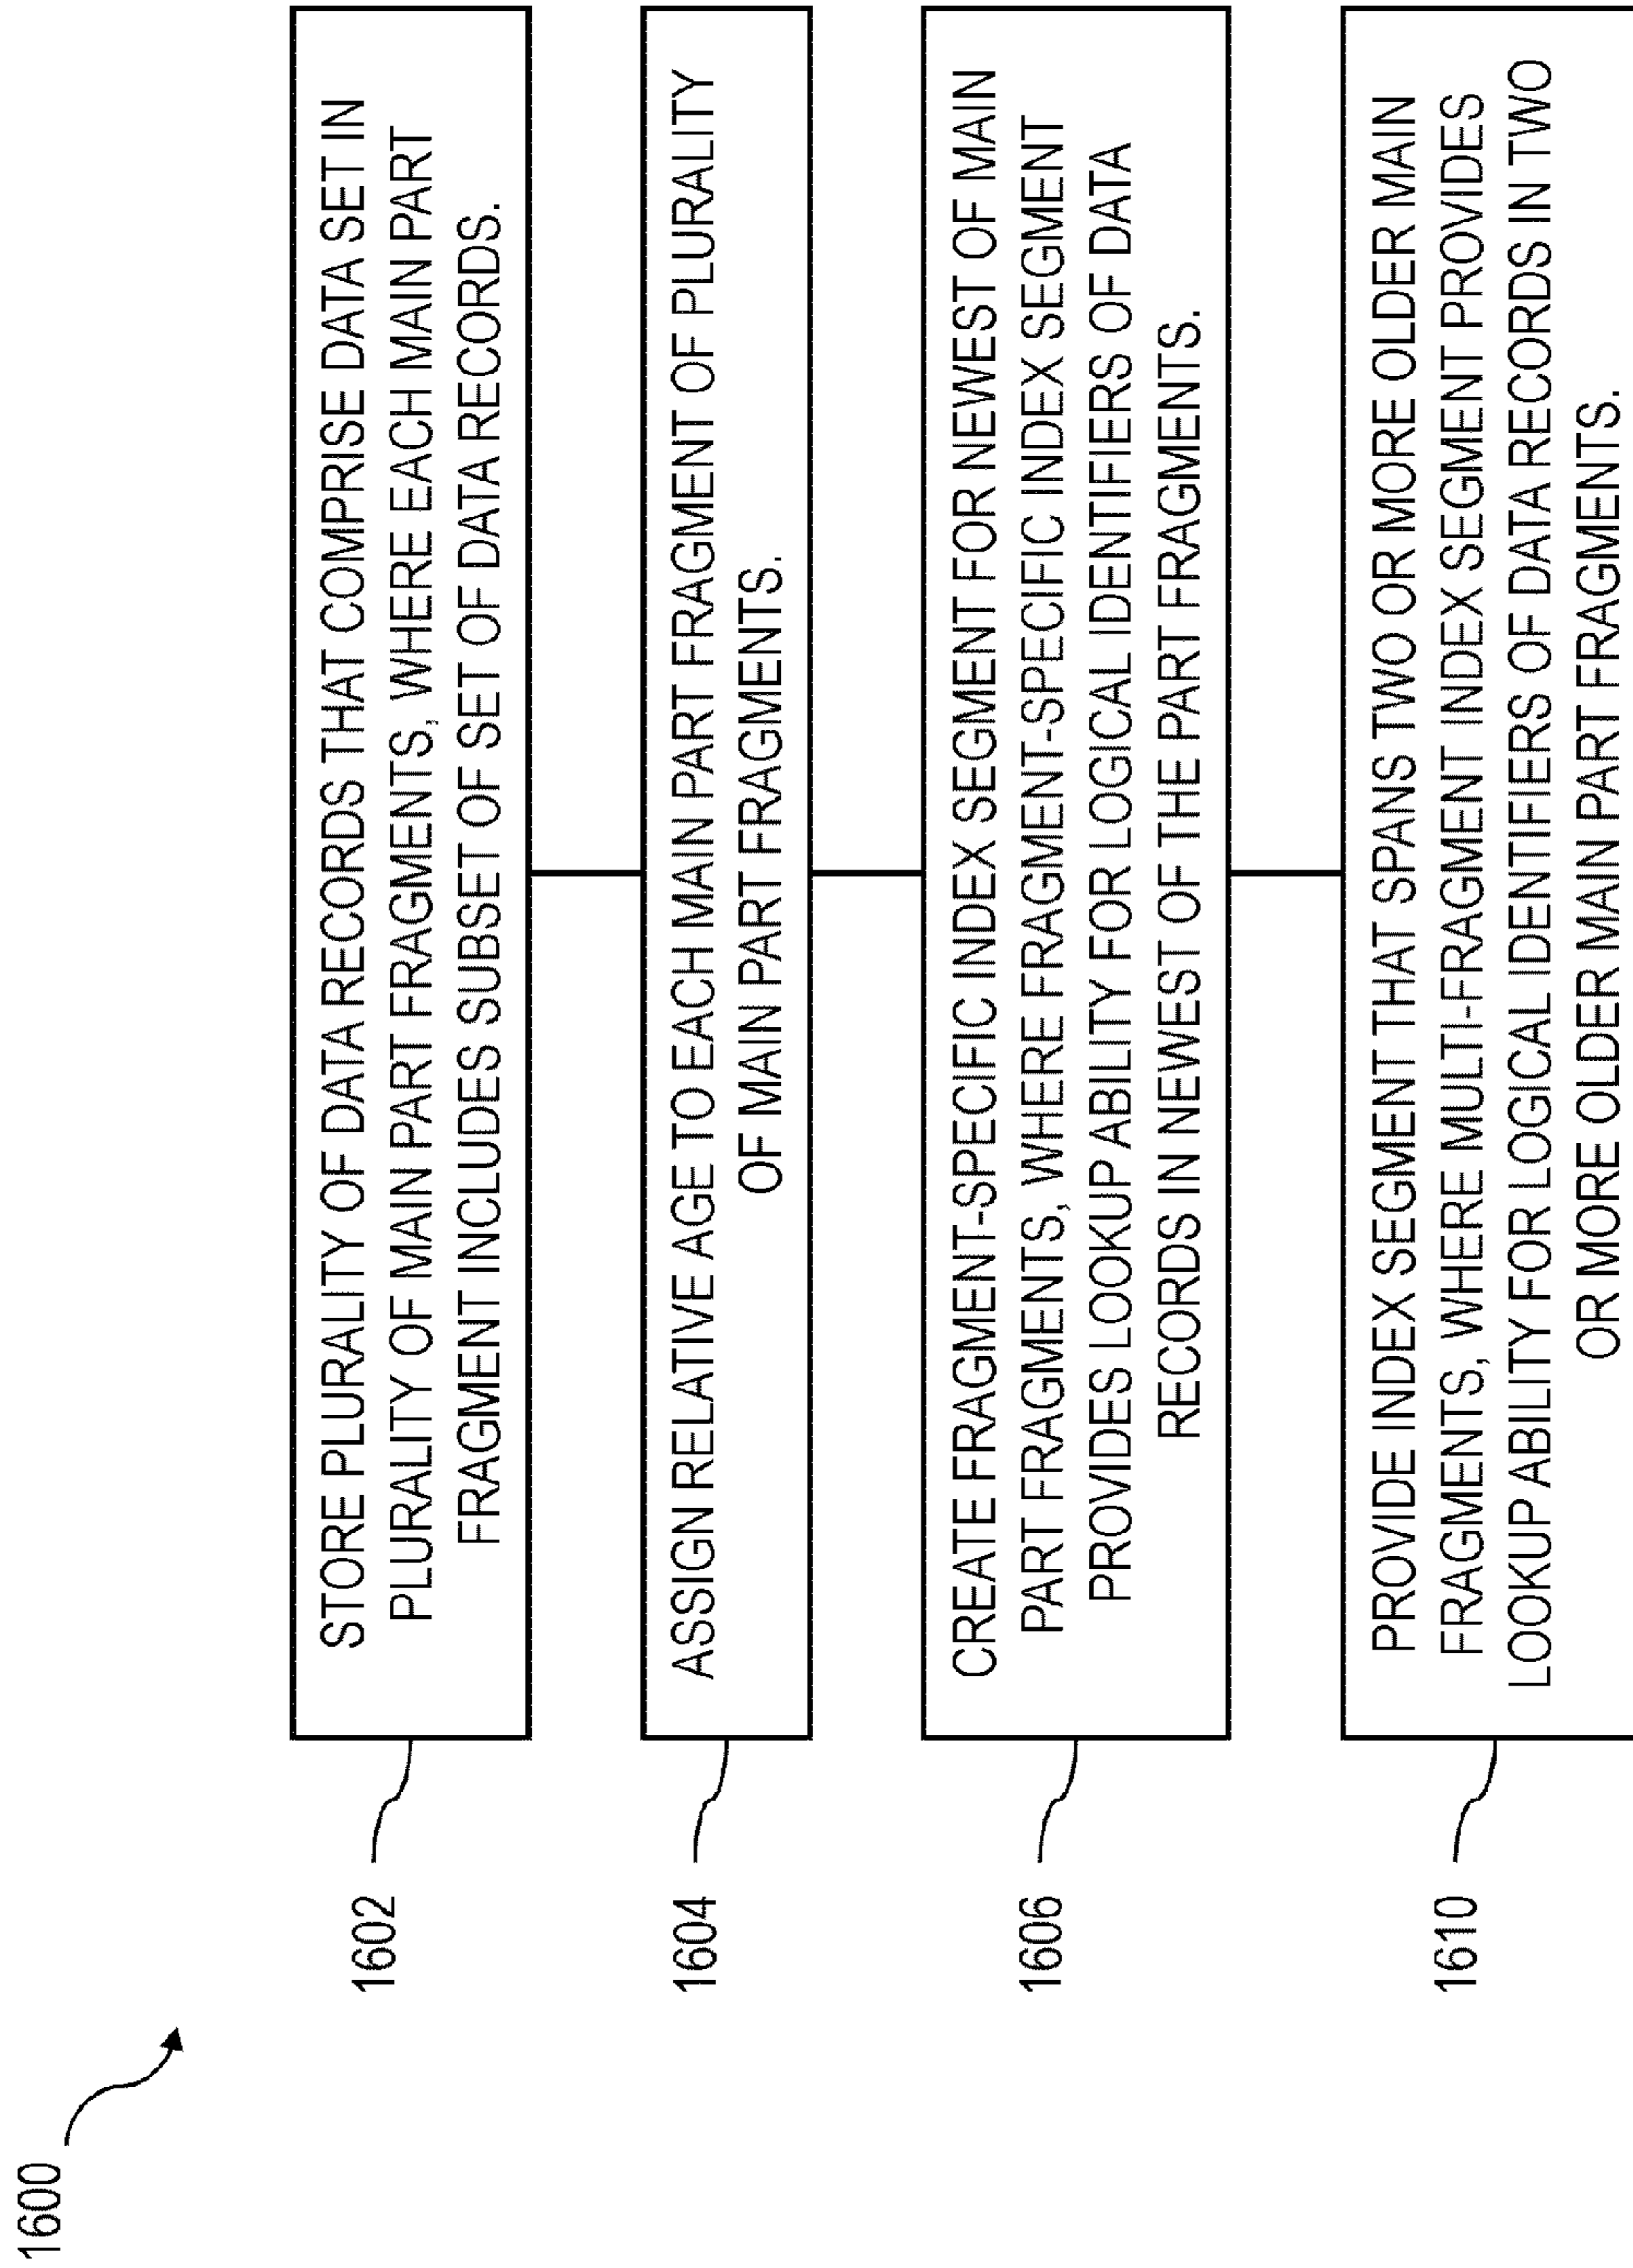 1600
1602
STORE PLURALITY OF DATA RECORDS THAT COMPRISE DATA SET IN
PLURALITY OF MAIN PART FRAGMENTS, WHERE EACH MAIN PART
FRAGMENT INCLUDES SUBSET OF SET OF DATA RECORDS.
1604
ASSIGN RELATIVE AGE TO EACH MAIN PART FRAGMENT OF PLURALITY
OF MAIN PART FRAGMENTS.
1606
CREATE FRAGMENT-SPECIFIC INDEX SEGMENT FOR NEWEST OF MAIN
PART FRAGMENTS, WHERE FRAGMENT-SPECIFIC INDEX SEGMENT
PROVIDES LOOKUP ABILITY FOR LOGICAL IDENTIFIERS OF DATA
RECORDS IN NEWEST OF THE PART FRAGMENTS.
1610
PROVIDE INDEX SEGMENT THAT SPANS TWO OR MORE OLDER MAIN
FRAGMENTS, WHERE MULTI-FRAGMENT INDEX SEGMENT PROVIDES
LOOKUP ABILITY FOR LOGICAL IDENTIFIERS OF DATA RECORDS IN TWO
OR MORE OLDER MAIN PART FRAGMENTS.